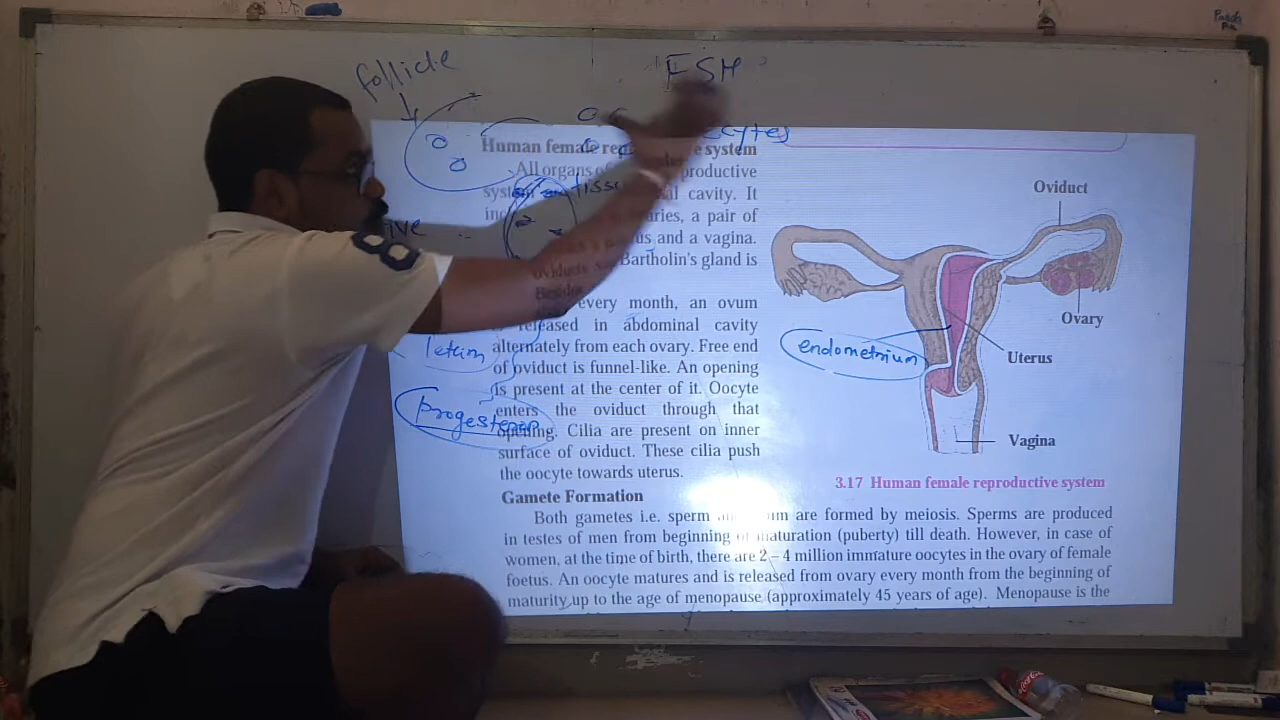 follicle
FSH
Human female system
All organs productive
cavity. It
a pair of
and a vagina.
Bartholin's gland is
every month, an ovum
released in abdominal cavity
alternately from each ovary. Free end
of oviduct is funnel-like. An opening
is present at the center of it. Oocyte
enters the oviduct through that
opening. Cilia are present on inner
surface of oviduct. These cilia push
the oocyte towards uterus.
Oviduct
Ovary
endometrium
Uterus
Vagina
3.17 Human female reproductive system
Gamete Formation
Both gametes i.e. sperm are formed by meiosis. Sperms are produced
in testes of men from beginning of maturation (puberty) till death. However, in case of
women, at the time of birth, there are 2 – 4 million immature oocytes in the ovary of female
foetus. An oocyte matures and is released from ovary every month from the beginning of
maturity up to the age of menopause (approximately 45 years of age). Menopause is the